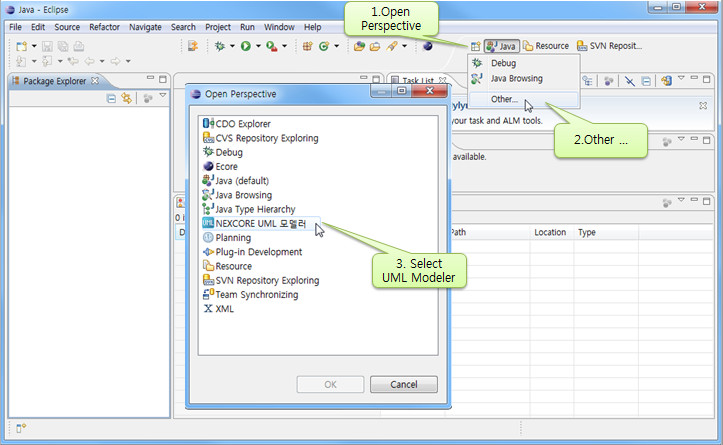 Java - Eclipse
1.Open
Perspective
File Edit Source Refactor Navigate Search Project Run Window Help
Java Resource SVN Reposit...
Debug
Java Browsing
Other...
2.Other ...
Package Explorer
Task List
your task and ALM tools.
available.
Open Perspective
CDO Explorer
CVS Repository Exploring
Debug
Ecore
Java (default)
Java Browsing
Java Type Hierarchy
UML NEXCORE UML 모델러
Planning
Plug-in Development
Resource
SVN Repository Exploring
Team Synchronizing
XML
3. Select
UML Modeler
Path Location Type
OK Cancel